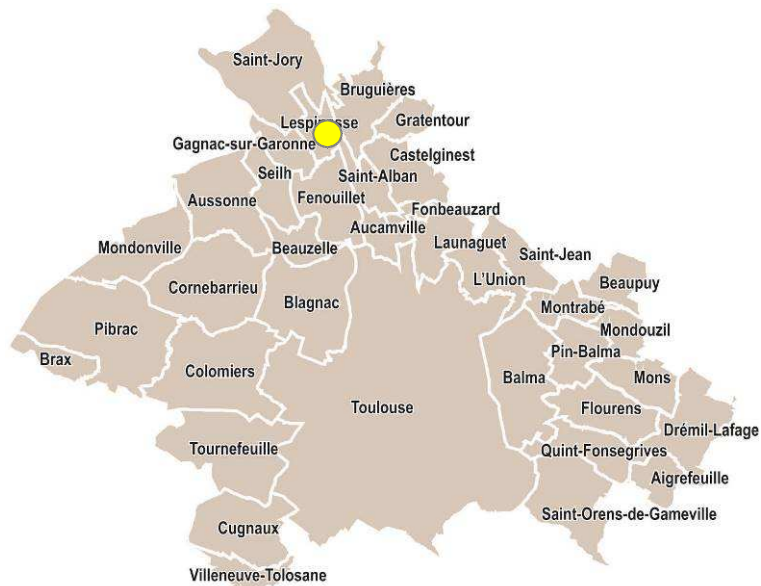 Saint-Jory
Bruguières
Gratentour
Gagnac-sur-Garonne
Castelginest
Seilh
Saint-Alban
Aussonne
Fenouillet
Fonbeauzard
Aucamville
Mondonville
Beauzelle
Launaguet
Saint-Jean
L'Union
Beaupuy
Cornebarrieu
Blagnac
Montrabé
Pibrac
Mondouzil
Brax
Pin-Balma
Colomiers
Balma
Mons
Toulouse
Flourens
Drémil-Lafage
Tournefeuille
Quint-Fonsegrives
Aigrefeuille
Cugnaux
Saint-Orens-de-Gameville
Villeneuve-Tolosane